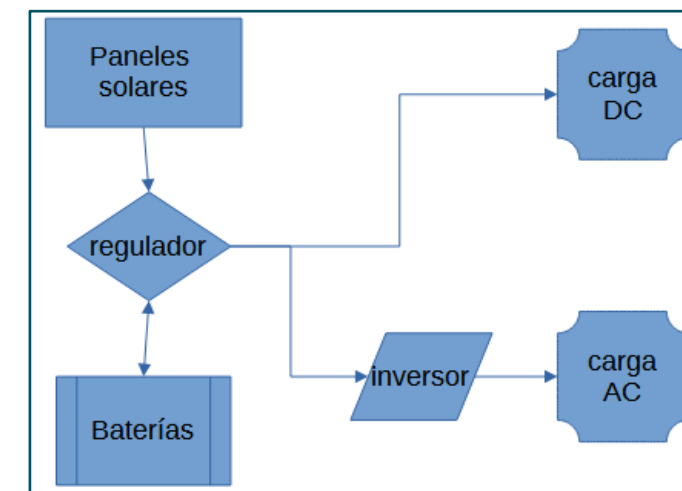 Paneles
solares
carga
DC
regulador
inversor
carga
AC
Baterías